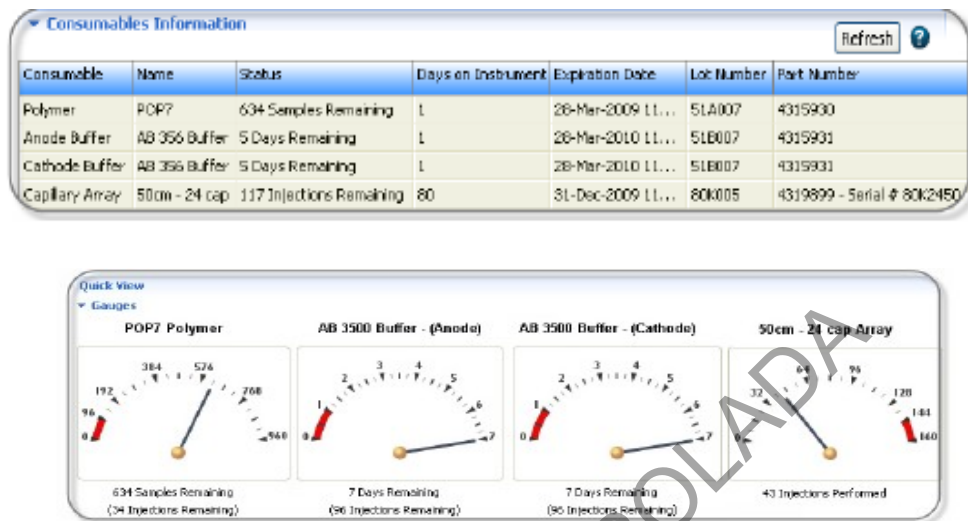 Consumables Information
Refresh ?
Consumable Name Status Days on Instrument Expiration Date Lot Number Part Number
Polymer POP7 634 Samples Remaining 1 28-Mar-2009 11... 51A007 4315930
Anode Buffer AB 356 Buffer 5 Days Remaining 1 28-Mar-2010 11... 51B007 4315931
Cathode Buffer AB 356 Buffer 5 Days Remaining 1 28-Mar-2010 11... 51B007 4315931
Capillary Array 50cm - 24 cap 117 Injections Remaining 80 31-Dec-2009 11... 80K005 4319899 - Serial # 80K2450
Quick View
Gauges
POP7 Polymer AB 3500 Buffer - (Anode) AB 3500 Buffer - (Cathode) 50cm - 24 cap Array
0 96 192 384 576 768 960
0 1 2 3 4 5 6 7
0 1 2 3 4 5 6 7
0 32 64 96 128 144 160
634 Samples Remaining 7 Days Remaining 7 Days Remaining 43 Injections Performed
(34 Injections Remaining) (96 Injections Remaining) (96 Injections Remaining)
OLADA